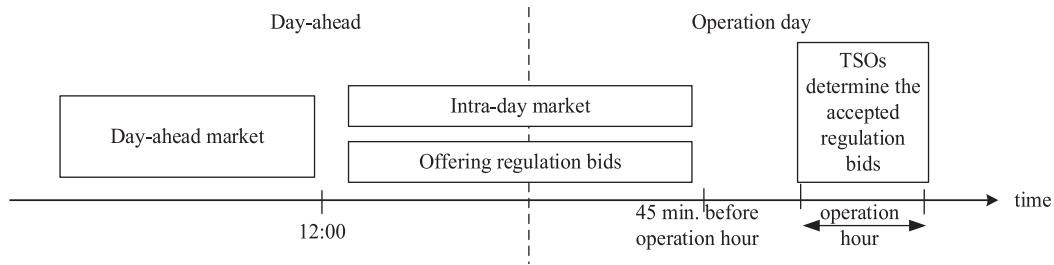 Day-ahead
Operation day
Day-ahead market
Intra-day market
Offering regulation bids
TSOs
determine the
accepted
regulation
bids
time
12:00
45 min. before
operation hour
operation
hour